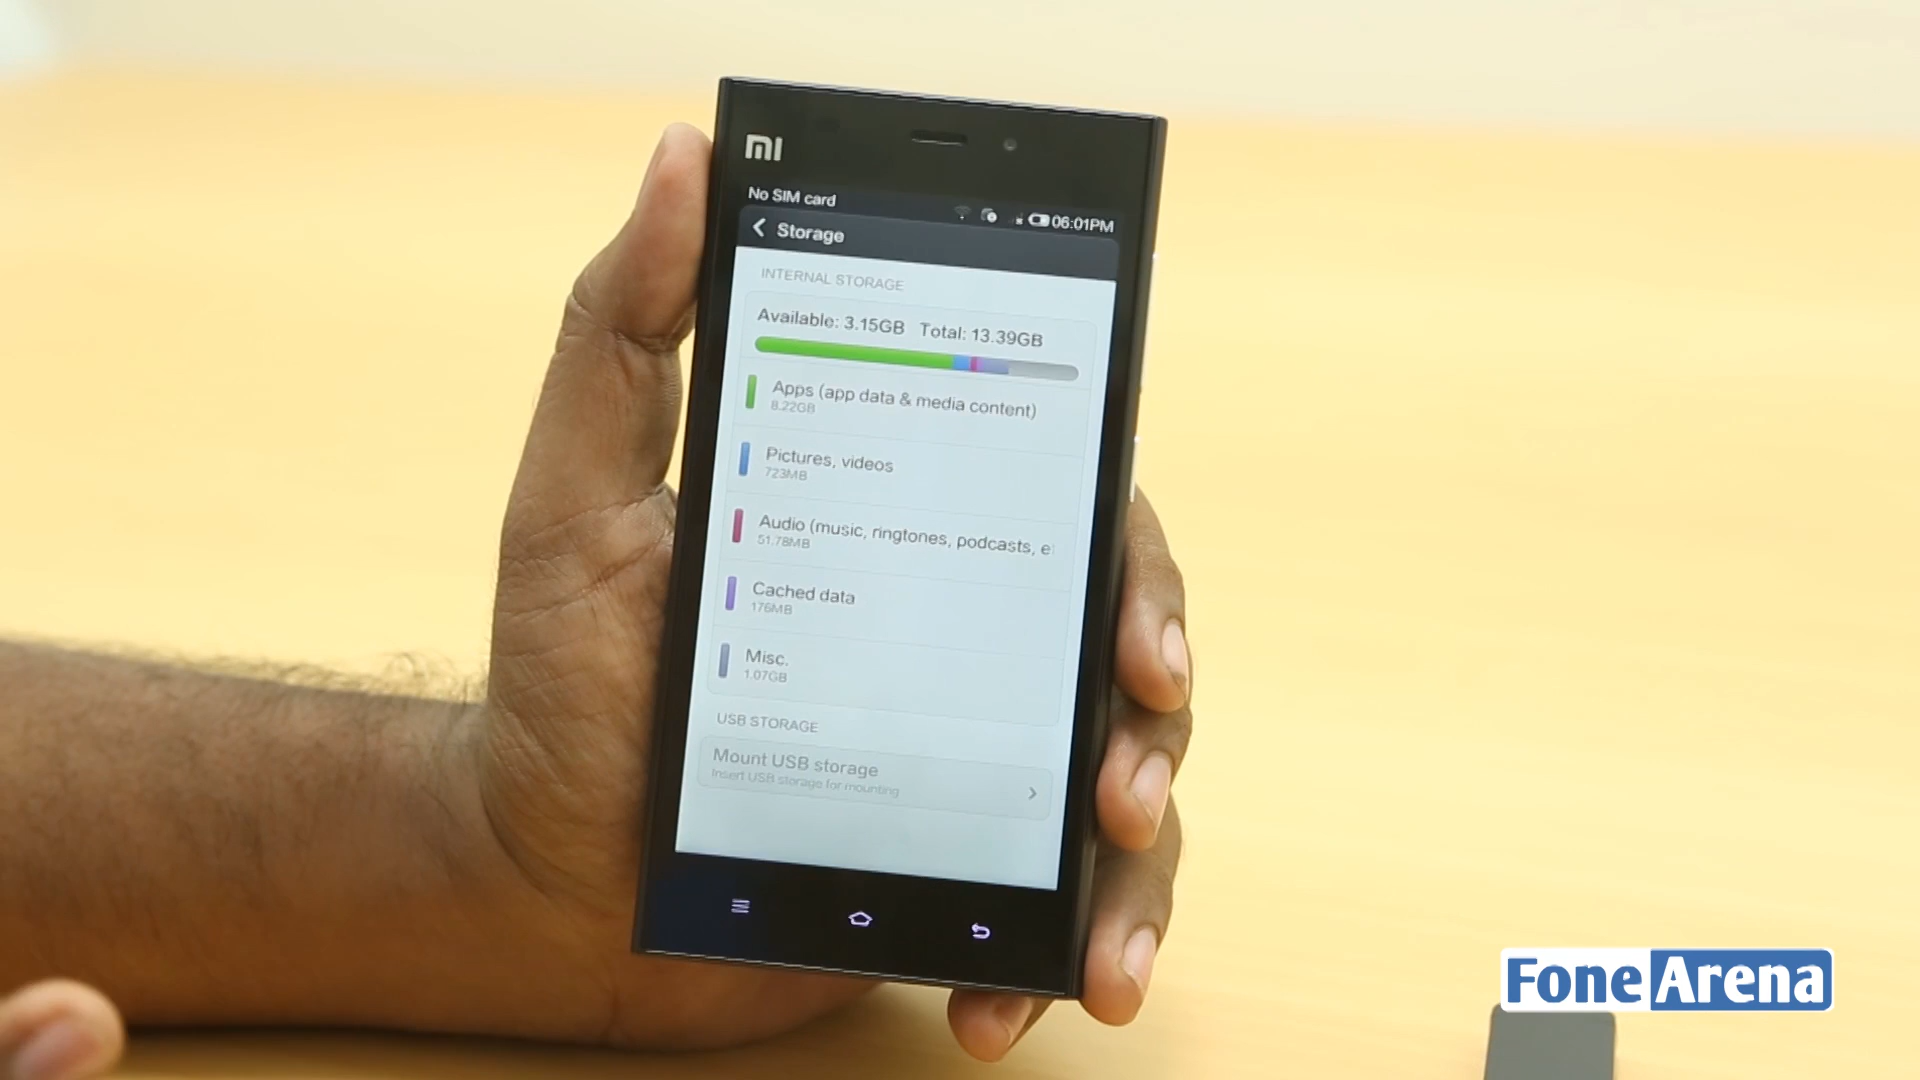 mi
No SIM card 06:01PM
Storage
INTERNAL STORAGE
Available: 3.15GB Total: 13.39GB
Apps (app data & media content)
8.22GB
Pictures, videos
723MB
Audio (music, ringtones, podcasts, e
51.78MB
Cached data
176MB
Misc.
1.07GB
USB STORAGE
Mount USB storage
Insert USB storage for mounting
FoneArena